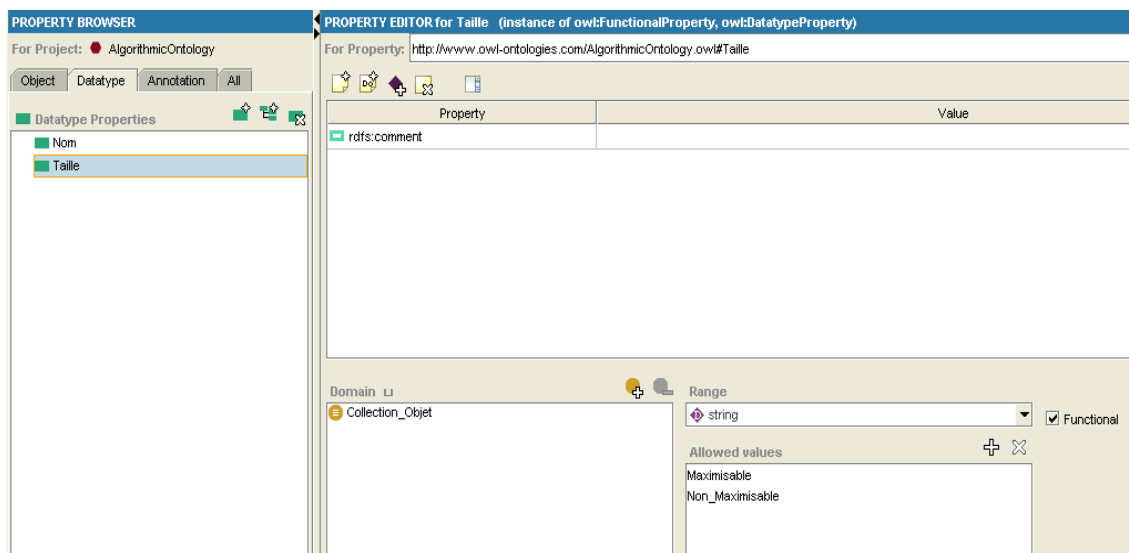 PROPERTY BROWSER
For Project: AlgorithmicOntology
Object Datatype Annotation All
Datatype Properties
Nom
Taille
PROPERTY EDITOR for Taille (instance of owl:FunctionalProperty, owl:DatatypeProperty)
For Property: http://www.owl-ontologies.com/AlgorithmicOntology.owl#Taille
Property Value
rdfs:comment
Domain ⊔
Collection_Objet
Range
string
Functional
Allowed values
Maximisable
Non_Maximisable